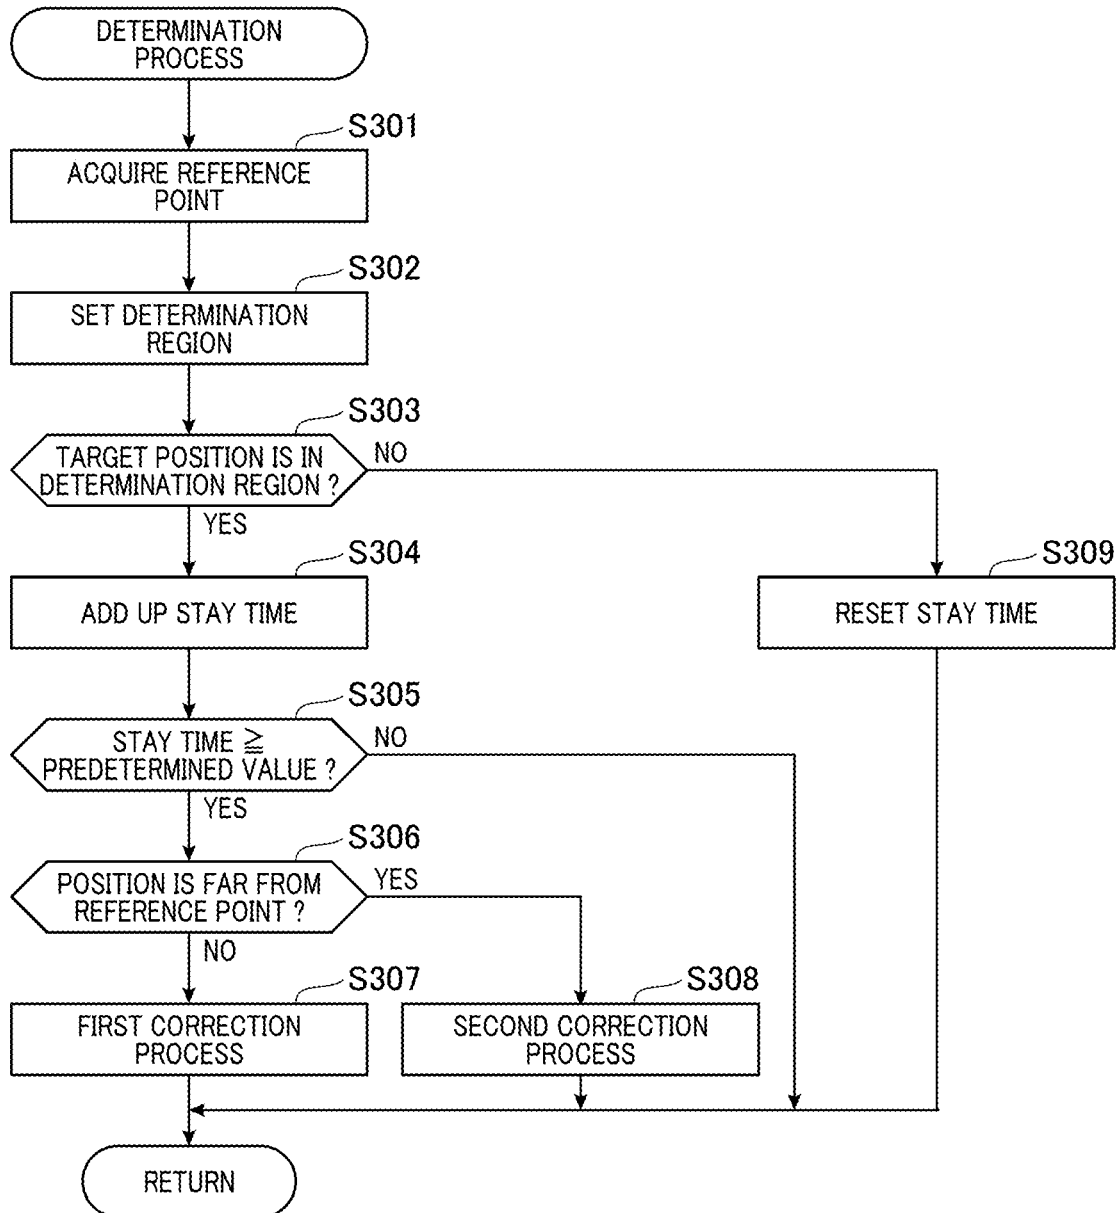 DETERMINATION
PROCESS
S301
ACQUIRE REFERENCE
POINT
S302
SET DETERMINATION
REGION
S303
TARGET POSITION IS IN
DETERMINATION REGION ?
NO
YES
S304
ADD UP STAY TIME
S309
RESET STAY TIME
S305
STAY TIME ≧
PREDETERMINED VALUE ?
NO
YES
S306
POSITION IS FAR FROM
REFERENCE POINT ?
YES
NO
S307
FIRST CORRECTION
PROCESS
S308
SECOND CORRECTION
PROCESS
RETURN